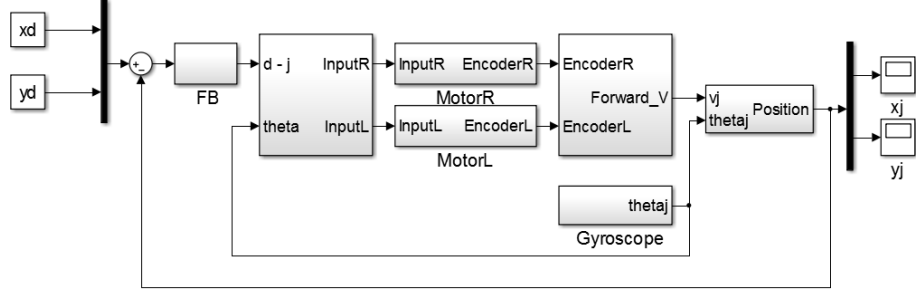 xd
yd
+
-
FB
d - j
theta
InputR
InputL
InputR EncoderR
MotorR
InputL EncoderL
MotorL
EncoderR
EncoderL
Forward_V
thetaj
Gyroscope
vj
thetaj
Position
xj
yj